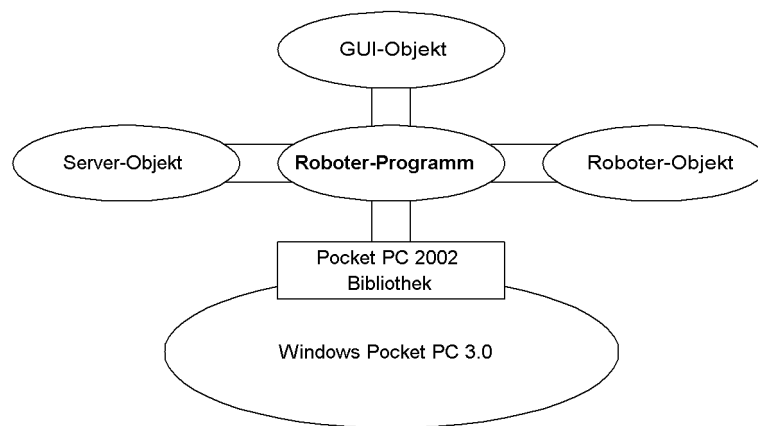 GUI-Objekt
Server-Objekt
Roboter-Programm
Roboter-Objekt
Pocket PC 2002
Bibliothek
Windows Pocket PC 3.0